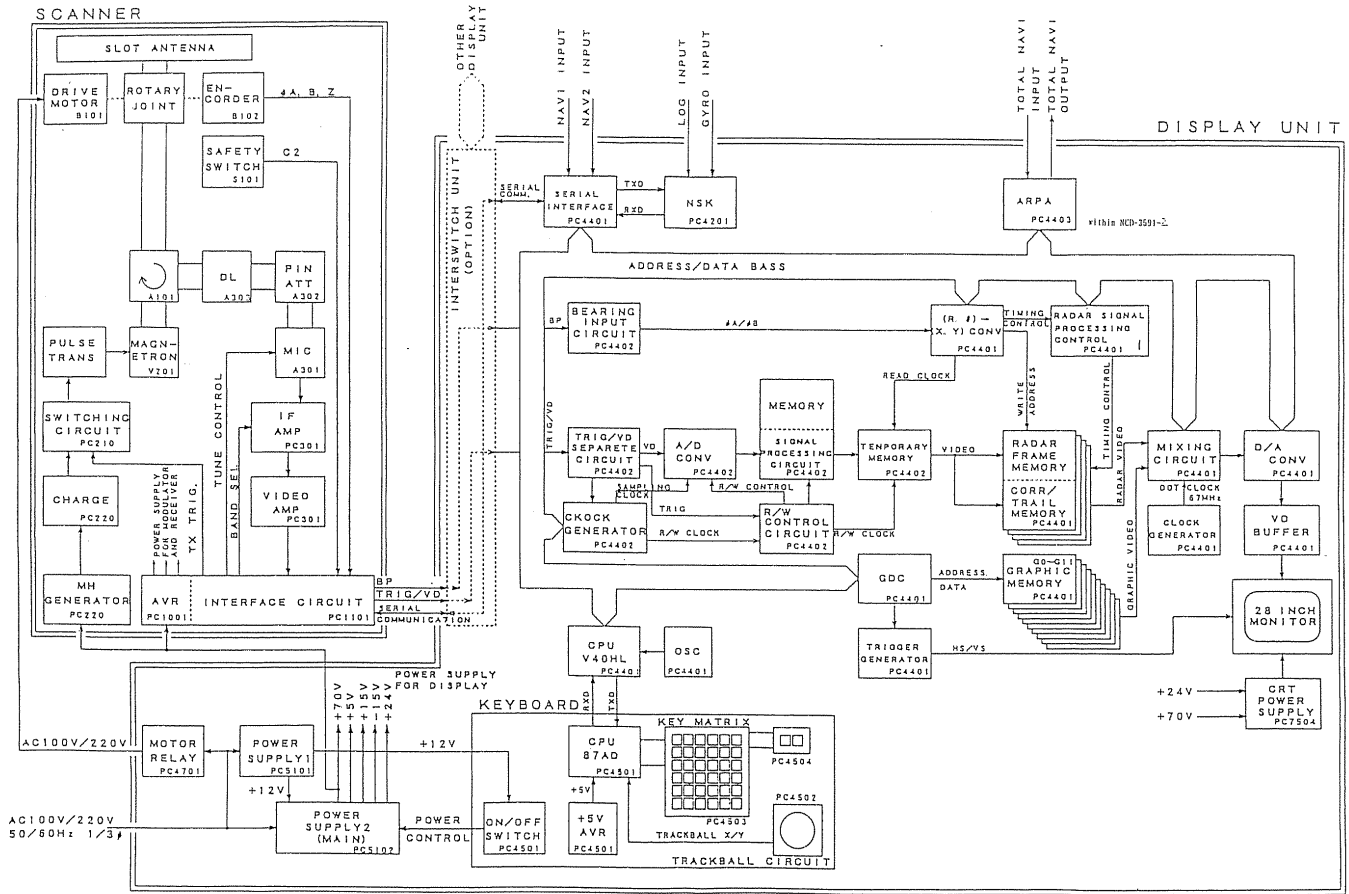 SCANNER
SLOT ANTENNA
DRIVE
MOTOR
B101
ROTARY
JOINT
EN-
CORDER
B102
A, B, Z
SAFETY
SWITCH
S101
C2
A101
DL
A303
PIN
ATT
A302
PULSE
TRANS
MAGN-
ETRON
V201
MIC
A301
SWITCHING
CIRCUIT
PC210
IF
AMP
PC301
CHARGE
PC220
VIDEO
AMP
PC301
POWER SUPPLY
FOR MODULATOR
AND RECEIVER
TX TRIG.
TUNE CONTROL
BAND SEL.
MH
GENERATOR
PC220
AVR
PC1001
INTERFACE CIRCUIT
PC1101
BP
TRIG/VD
SERIAL
COMMUNICATION
OTHER
DISPLAY
UNIT
INTERSWITCH UNIT
(OPTION)
DISPLAY UNIT
NAV1 INPUT
NAV2 INPUT
LOG INPUT
GYRO INPUT
TOTAL NAVI
INPUT
TOTAL NAVI
OUTPUT
SERIAL
COMM.
SERIAL
INTERFACE
PC4401
TXD
RXD
NSK
PC4201
ARPA
PC4403
within NCD-3591-2
ADDRESS/DATA BASS
BP
BEARING
INPUT
CIRCUIT
PC4402
TIMING
CONTROL
PC4401
RADAR SIGNAL
PROCESSING
CONTROL
PC4401
READ CLOCK
WRITE
ADDRESS
TIMING CONTROL
TRIG/VD
TRIG/VD
SEPARETE
CIRCUIT
PC4402
VD
A/D
CONV
PC4402
MEMORY
SIGNAL
PROCESSING
CIRCUIT
PC4402
TENPORARY
MEMORY
PC4402
VIDEO
RADAR
FRAME
MEMORY
CORR/
TRAIL
MEMORY
PC4401
RADAR VIDEO
MIXING
CIRCUIT
PC4401
D/A
CONV
PC4401
SAMPLING
CLOCK
R/W CONTROL
TRIG
CKOCK
GENERATOR
PC4402
R/W CLOCK
R/W
CONTROL
CIRCUIT
PC4402
R/W CLOCK
DOT CLOCK
67MHz
CLOCK
GENERATOR
PC4401
VD
BUFFER
PC4401
GDC
PC4401
ADDRESS.
DATA
G0-G11
GRAPHIC
MEMORY
PC4401
GRAPHIC VIDEO
28 INCH
MONITOR
TRIGGER
GENERATOR
PC4401
HS/VS
CPU
V40HL
OSC
PC4401
+24V
+70V
CRT
POWER
SUPPLY
PC7504
POWER SUPPLY
FOR DISPLAY
+70V
+5V
+15V
-15V
+24V
RXD
TXD
KEYBOARD
CPU
87AD
PC4501
KEY MATRIX
PC4503
PC4504
PC4502
TRACKBALL X/Y
TRACKBALL CIRCUIT
+5V
+5V
AVR
PC4501
ON/OFF
SWITCH
PC4501
AC100V/220V
MOTOR
RELAY
PC4701
POWER
SUPPLY1
PC5101
+12V
+12V
AC100V/220V
50/60Hz 1/3
POWER
SUPPLY2
(MAIN)
PC5102
POWER
CONTROL